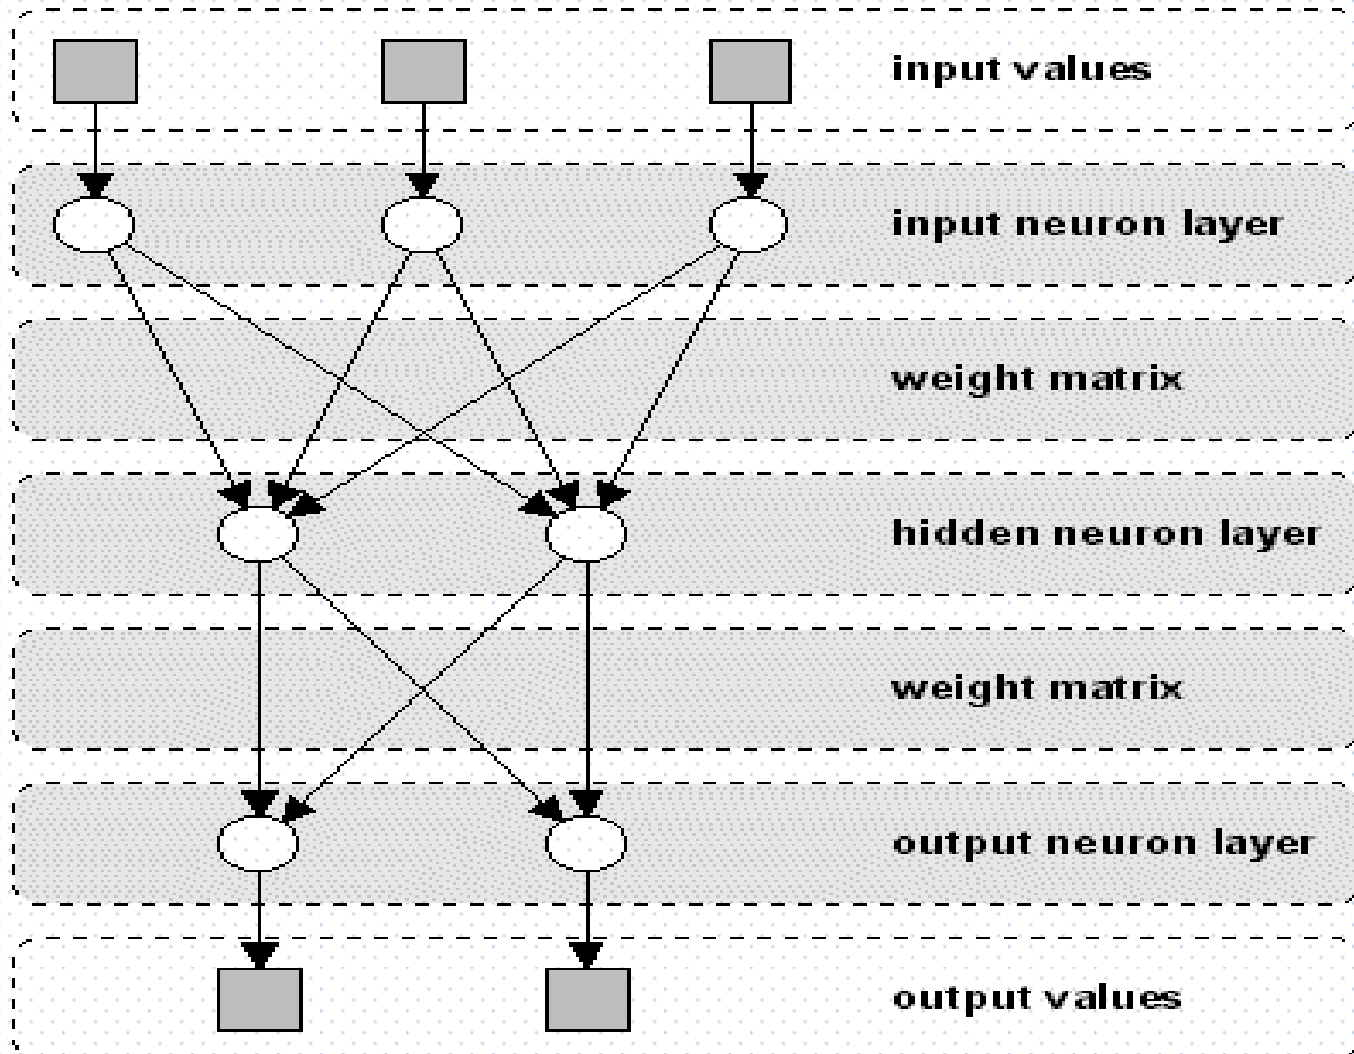 input values
input neuron layer
weight matrix
hidden neuron layer
weight matrix
output neuron layer
output values